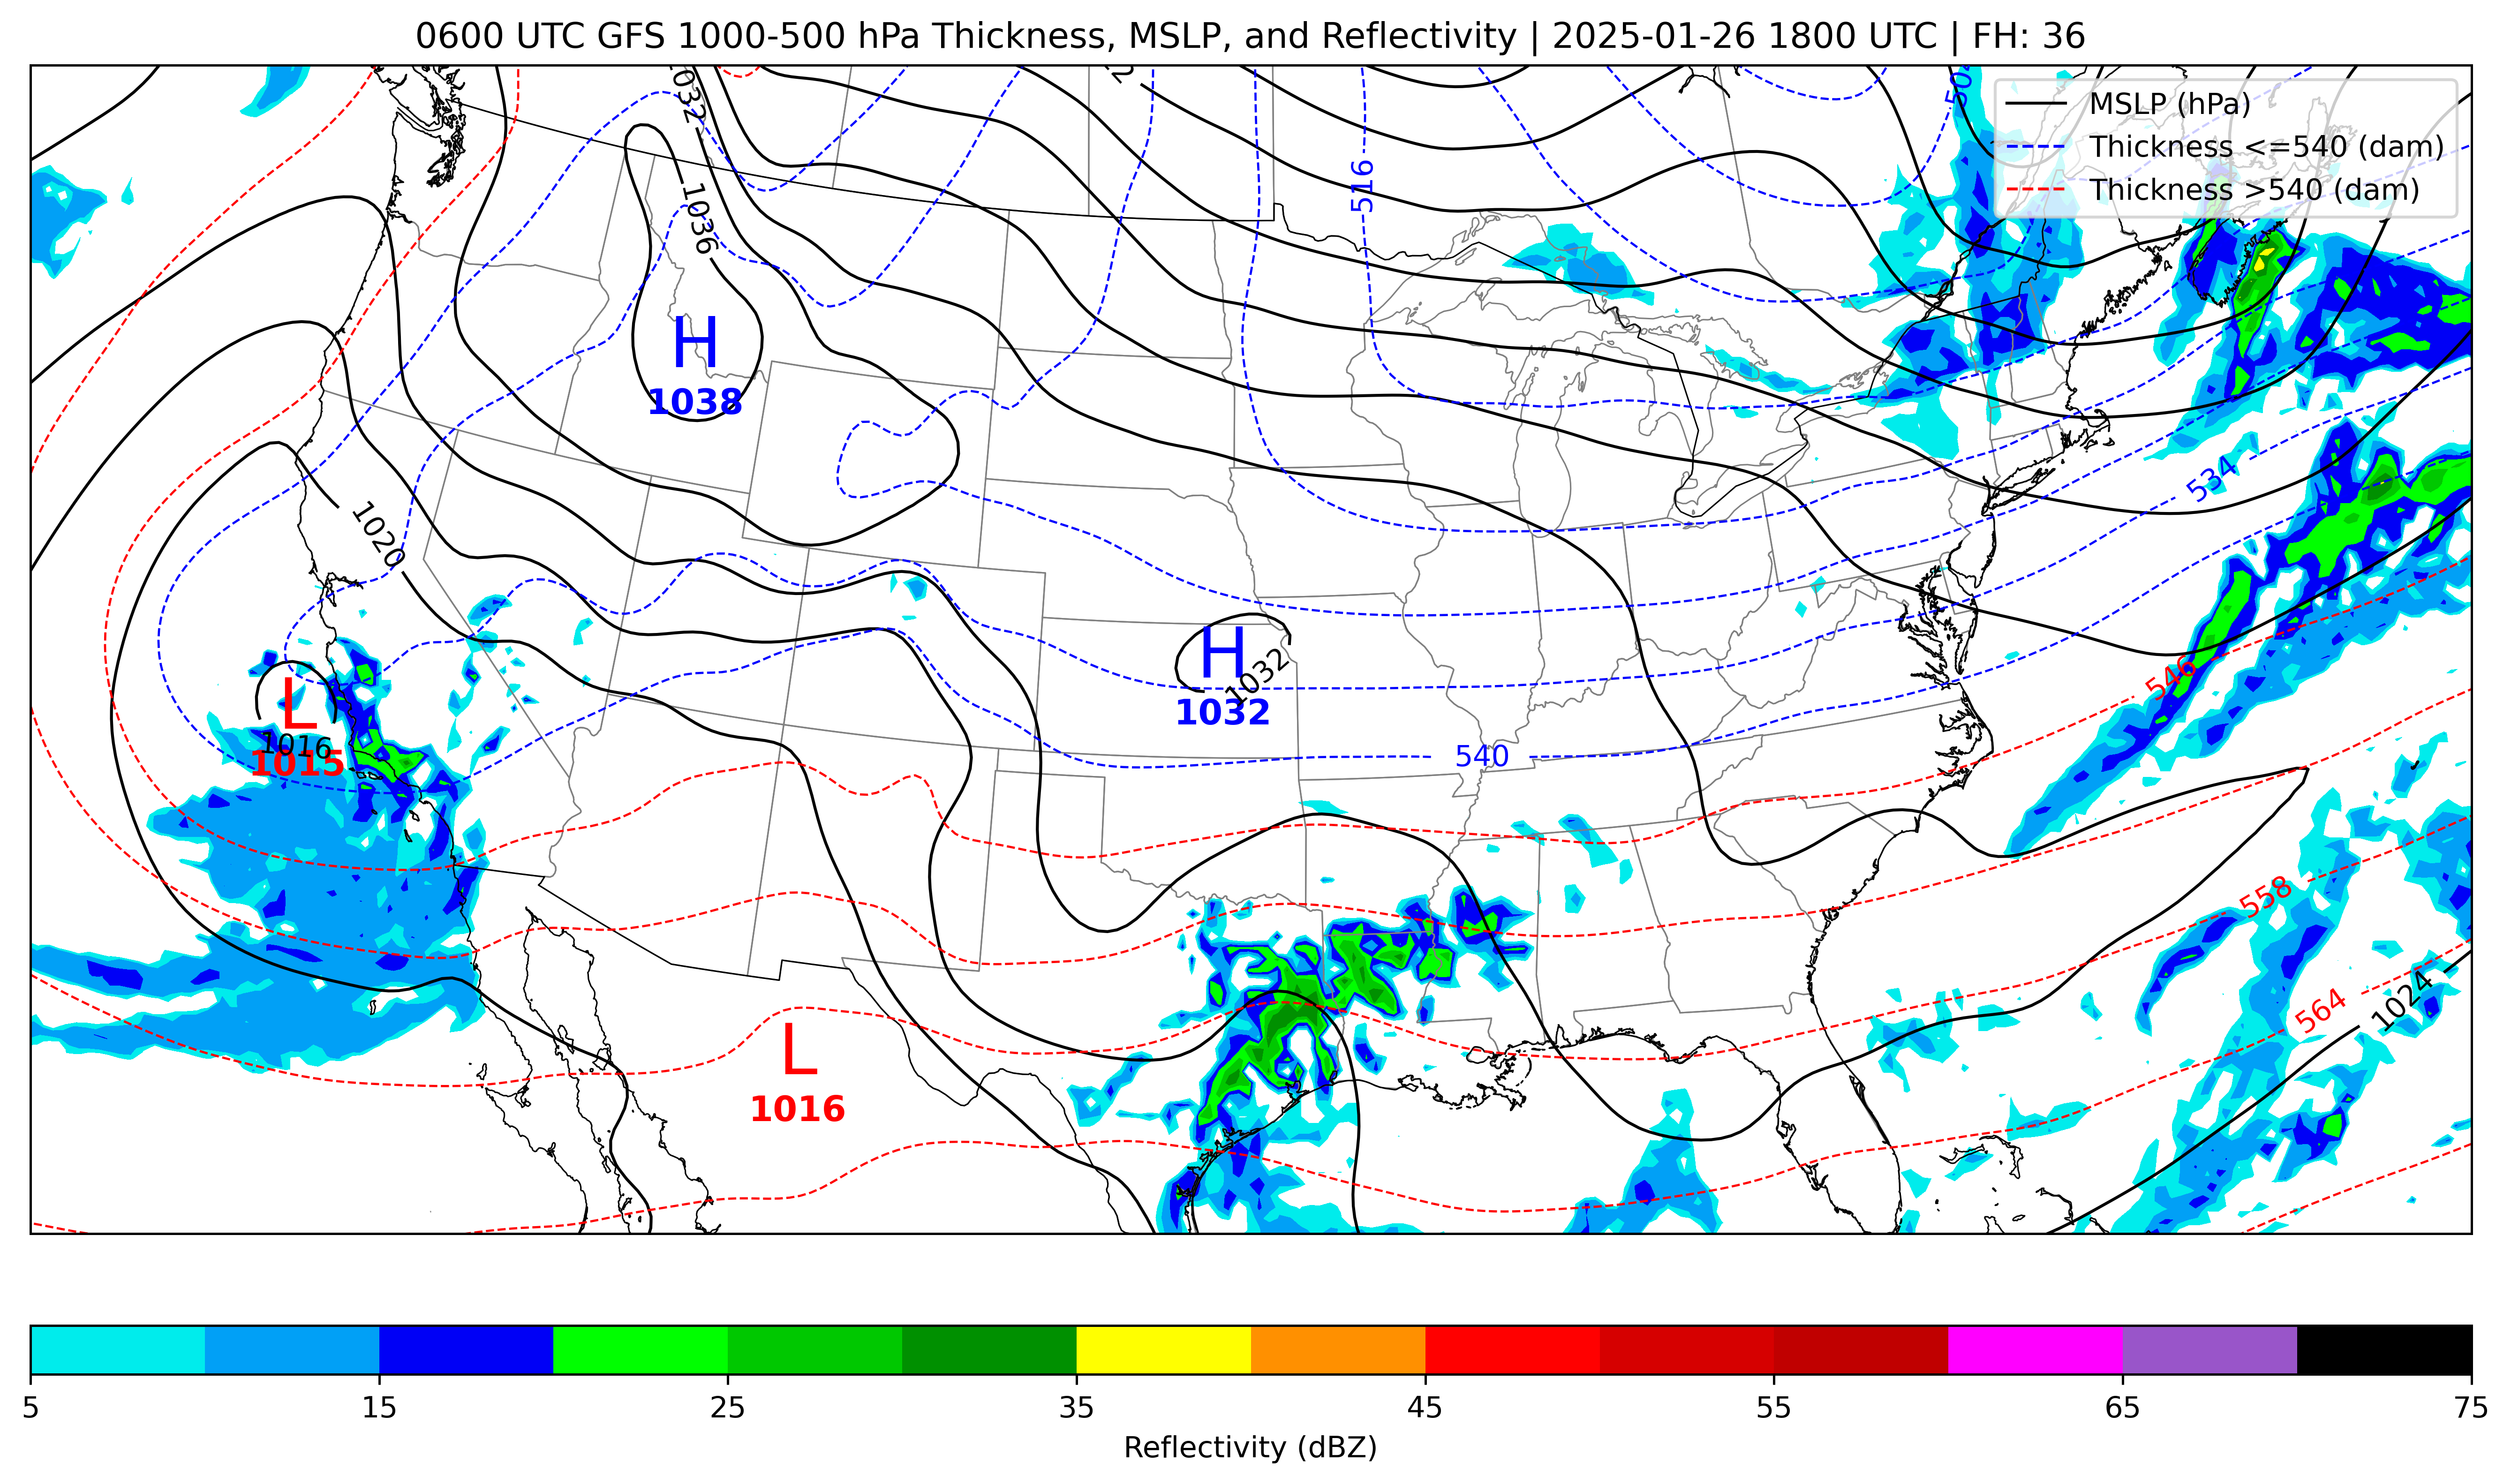 0600 UTC GFS 1000-500 hPa Thickness, MSLP, and Reflectivity | 2025-01-26 1800 UTC | FH: 36
MSLP (hPa)
Thickness <=540 (dam)
Thickness >540 (dam)
1036
516
H
1038
534
1020
H
1032
1032
546
L
1016
1015
540
558
564
1024
L
1016
5
15
25
35
45
55
65
75
Reflectivity (dBZ)